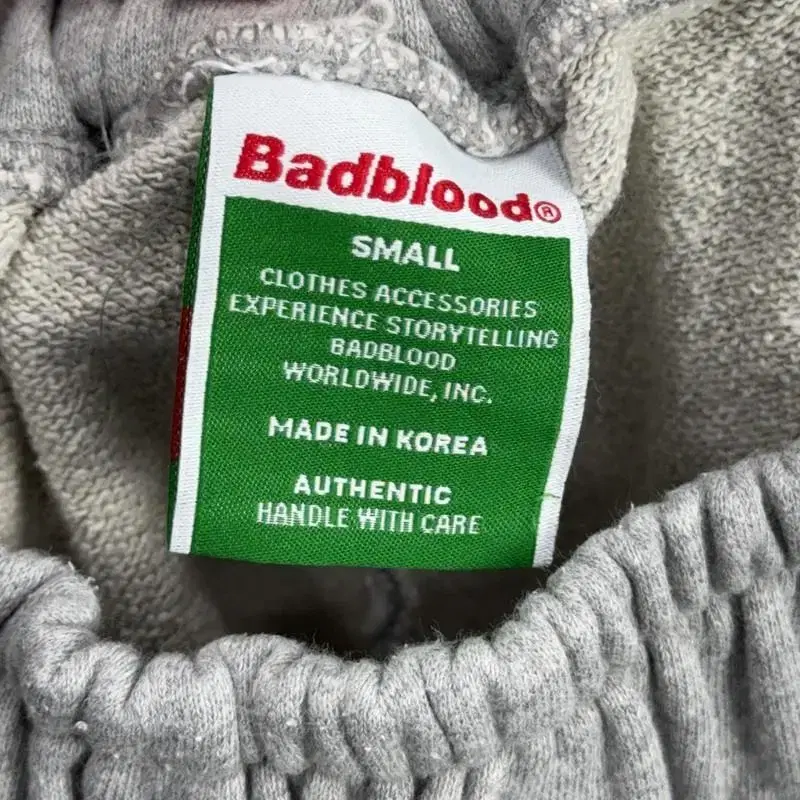 Badblood®
SMALL
CLOTHES ACCESSORIES
EXPERIENCE STORYTELLING
BADBLOOD
WORLDWIDE, INC.
MADE IN KOREA
AUTHENTIC
HANDLE WITH CARE